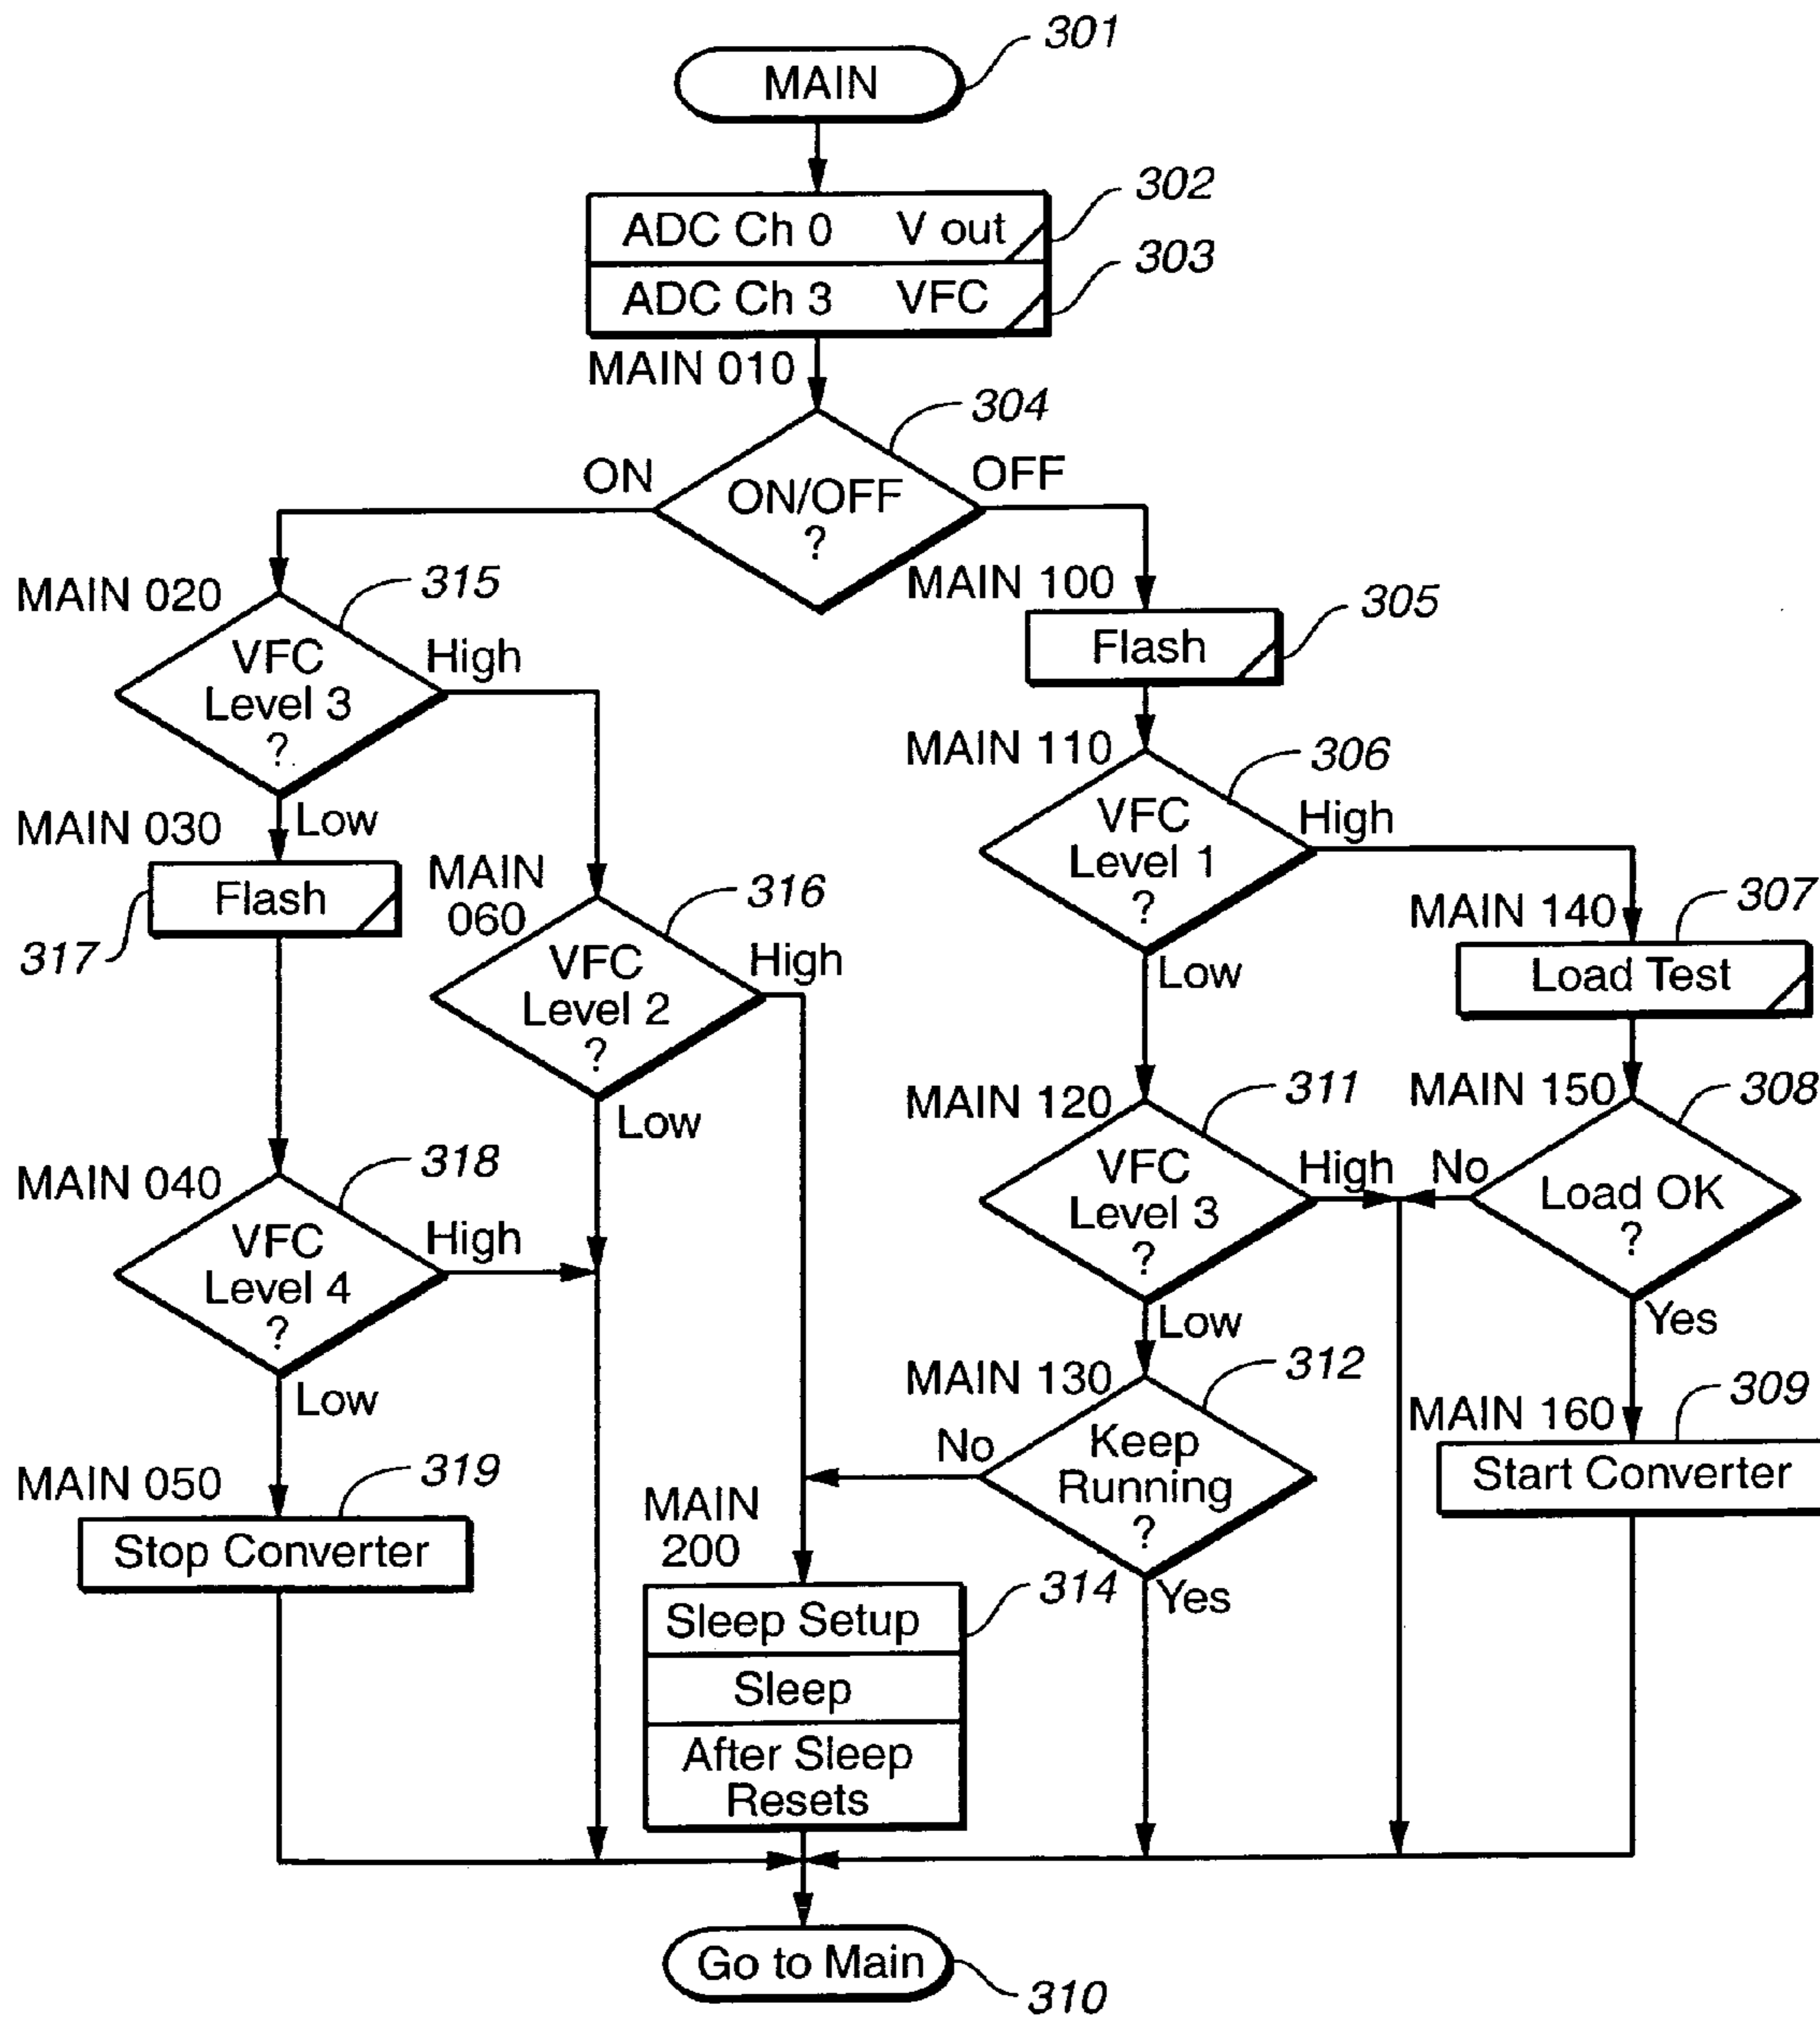 301
MAIN
302
ADC Ch 0 V out
303
ADC Ch 3 VFC
MAIN 010
304
ON
OFF
ON/OFF
?
MAIN 020
315
VFC
Level 3
?
High
Low
MAIN 030
Flash
317
MAIN
060
316
VFC
Level 2
?
High
Low
MAIN 040
318
VFC
Level 4
?
High
Low
MAIN 050
319
Stop Converter
MAIN 100
305
Flash
MAIN 110
306
VFC
Level 1
?
High
Low
MAIN 140
307
Load Test
MAIN 120
311
VFC
Level 3
?
High
Low
MAIN 150
308
No
Load OK
?
Yes
MAIN 130
312
No
Keep
Running
?
Yes
MAIN 160
309
Start Converter
MAIN
200
314
Sleep Setup
Sleep
After Sleep
Resets
Go to Main
310